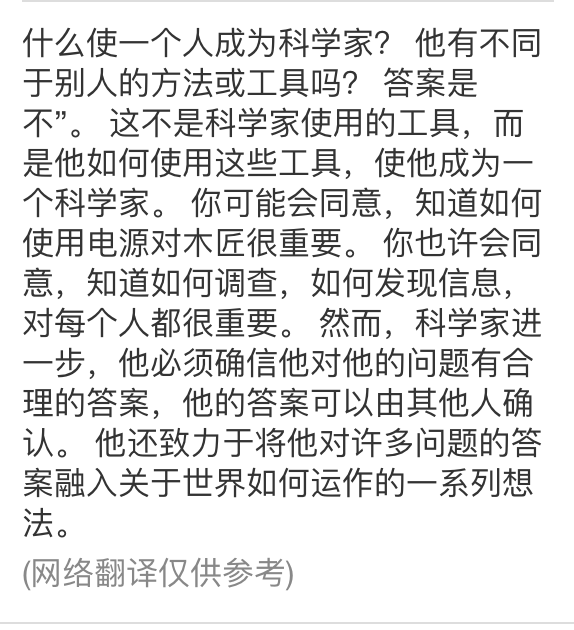 什么使一个人成为科学家？ 他有不同
于别人的方法或工具吗？ 答案是
不”。 这不是科学家使用的工具，而
是他如何使用这些工具，使他成为一
个科学家。 你可能会同意，知道如何
使用电源对木匠很重要。 你也许会同
意，知道如何调查，如何发现信息，
对每个人都很重要。 然而，科学家进
一步，他必须确信他对他的问题有合
理的答案，他的答案可以由其他人确
认。 他还致力于将他对许多问题的答
案融入关于世界如何运作的一系列想
法。
(网络翻译仅供参考)